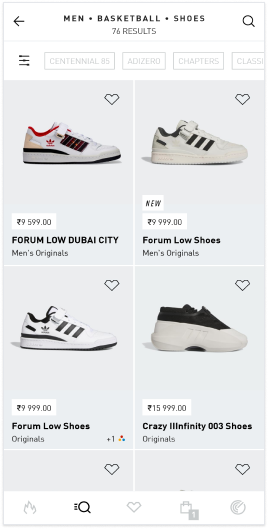 MEN • BASKETBALL • SHOES
76 RESULTS
CENTENNIAL 85
ADIZERO
CHAPTERS
CLASSI
₹9 599.00
FORUM LOW DUBAI CITY
Men's Originals
NEW
₹9 999.00
Forum Low Shoes
Men's Originals
₹9 999.00
Forum Low Shoes
Originals
+1
₹15 999.00
Crazy IIInfinity 003 Shoes
Originals
1